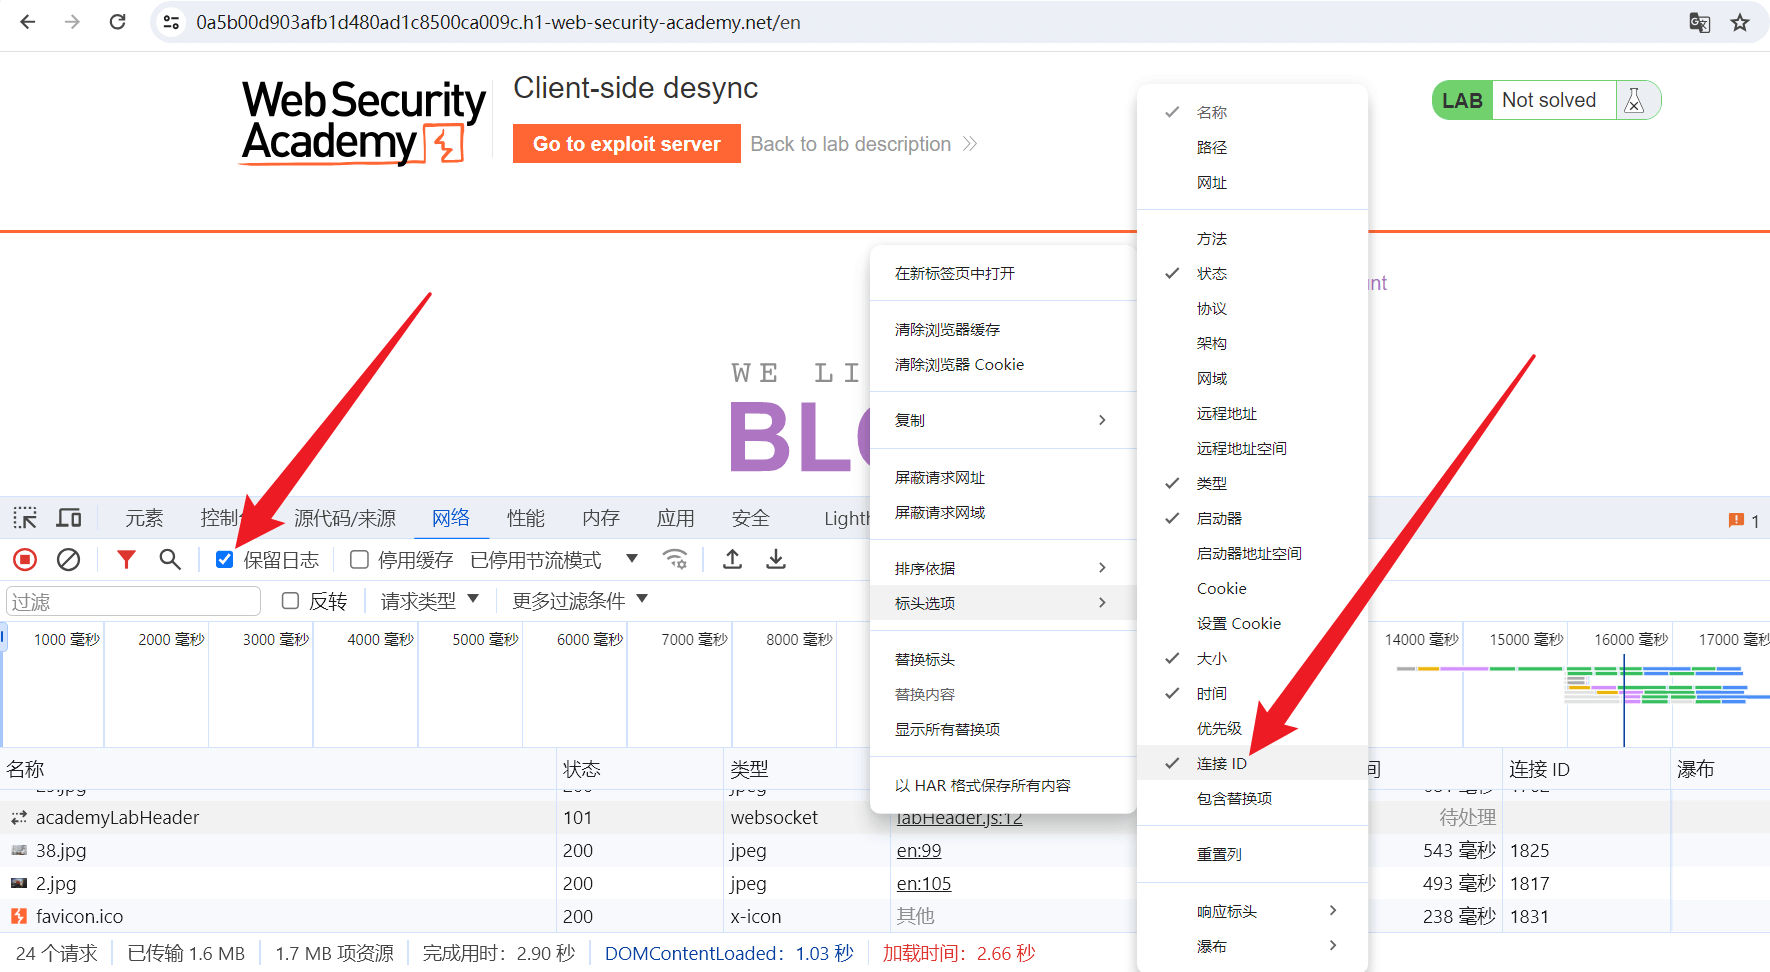 0a5b00d903afb1d480ad1c8500ca009c.h1-web-security-academy.net/en
Web Security
Academy
Client-side desync
Go to exploit server
Back to lab description
LAB Not solved
WE LI
BLO
nt
在新标签页中打开
清除浏览器缓存
清除浏览器 Cookie
复制
屏蔽请求网址
屏蔽请求网域
排序依据
标头选项
替换标头
替换内容
显示所有替换项
以 HAR 格式保存所有内容
名称
路径
网址
方法
状态
协议
架构
网域
远程地址
远程地址空间
类型
启动器
启动器地址空间
Cookie
设置 Cookie
大小
时间
优先级
连接 ID
包含替换项
重置列
响应标头
瀑布
元素 控制 源代码/来源 网络 性能 内存 应用 安全 Lighth 1
保留日志 停用缓存 已停用节流模式
过滤 反转 请求类型 更多过滤条件
1000 毫秒 2000 毫秒 3000 毫秒 4000 毫秒 5000 毫秒 6000 毫秒 7000 毫秒 8000 毫秒 14000 毫秒 15000 毫秒 16000 毫秒 17000 毫秒
名称 状态 类型 间 连接 ID 瀑布
academyLabHeader 101 websocket labHeader.js:12 待处理
38.jpg 200 jpeg en:99 543 毫秒 1825
2.jpg 200 jpeg en:105 493 毫秒 1817
favicon.ico 200 x-icon 其他 238 毫秒 1831
24 个请求 已传输 1.6 MB 1.7 MB 项资源 完成用时：2.90 秒 DOMContentLoaded：1.03 秒 加载时间：2.66 秒